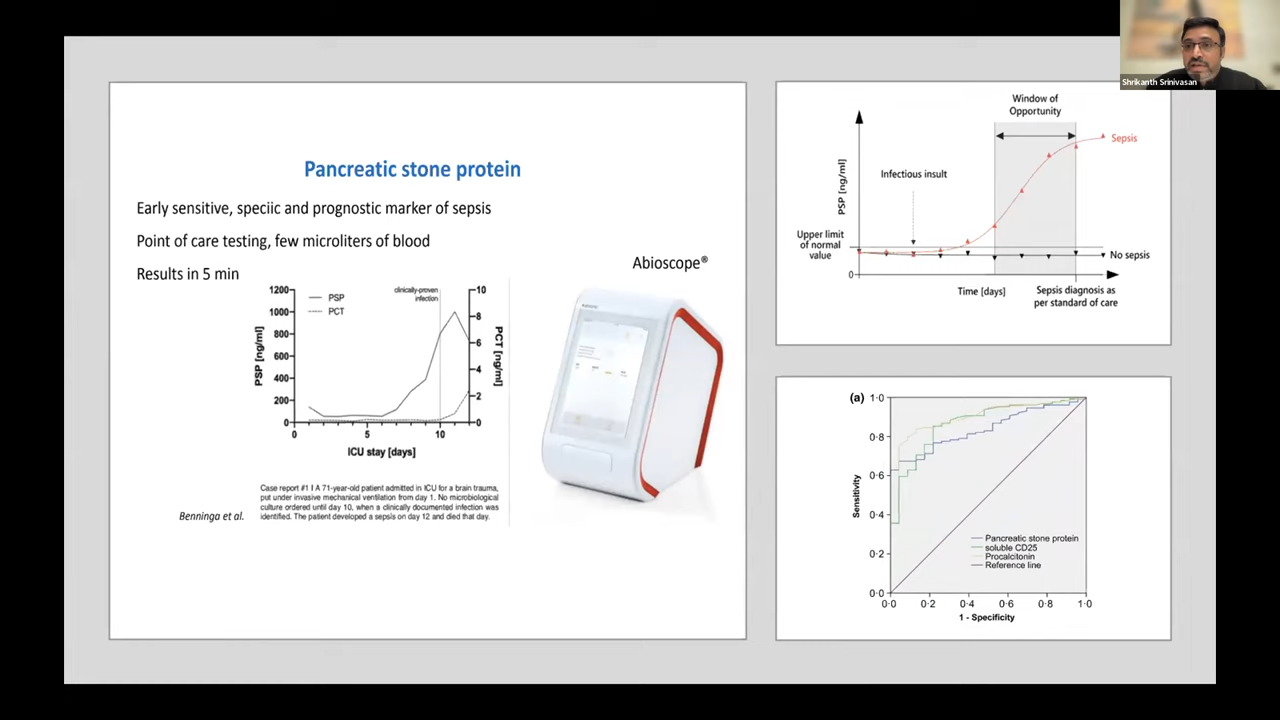 Shrikanth Srinivasan
Pancreatic stone protein
Early sensitive, speciic and prognostic marker of sepsis
Point of care testing, few microliters of blood
Results in 5 min
Abioscope®
1200
1000
800
600
400
200
0
PSP [ng/ml]
PSP
PCT
clinically-proven
infection
10
8
6
4
2
0
PCT [ng/ml]
0
5
10
ICU stay [days]
Case report #1 I A 71-year-old patient admitted in ICU for a brain trauma,
put under invasive mechanical ventilation from day 1. No microbiological
culture ordered until day 10, when a clinically documented infection was
identified. The patient developed a sepsis on day 12 and died that day.
Benninga et al.
Window of
Opportunity
Sepsis
PSP [ng/ml]
Infectious insult
Upper limit
of normal
value
No sepsis
0
Time [days]
Sepsis diagnosis as
per standard of care
(a)
1·0
0·8
0·6
0·4
0·2
0·0
Sensitivity
Pancreatic stone protein
soluble CD25
Procalcitonin
Reference line
0·0
0·2
0·4
0·6
0·8
1·0
1 - Specificity